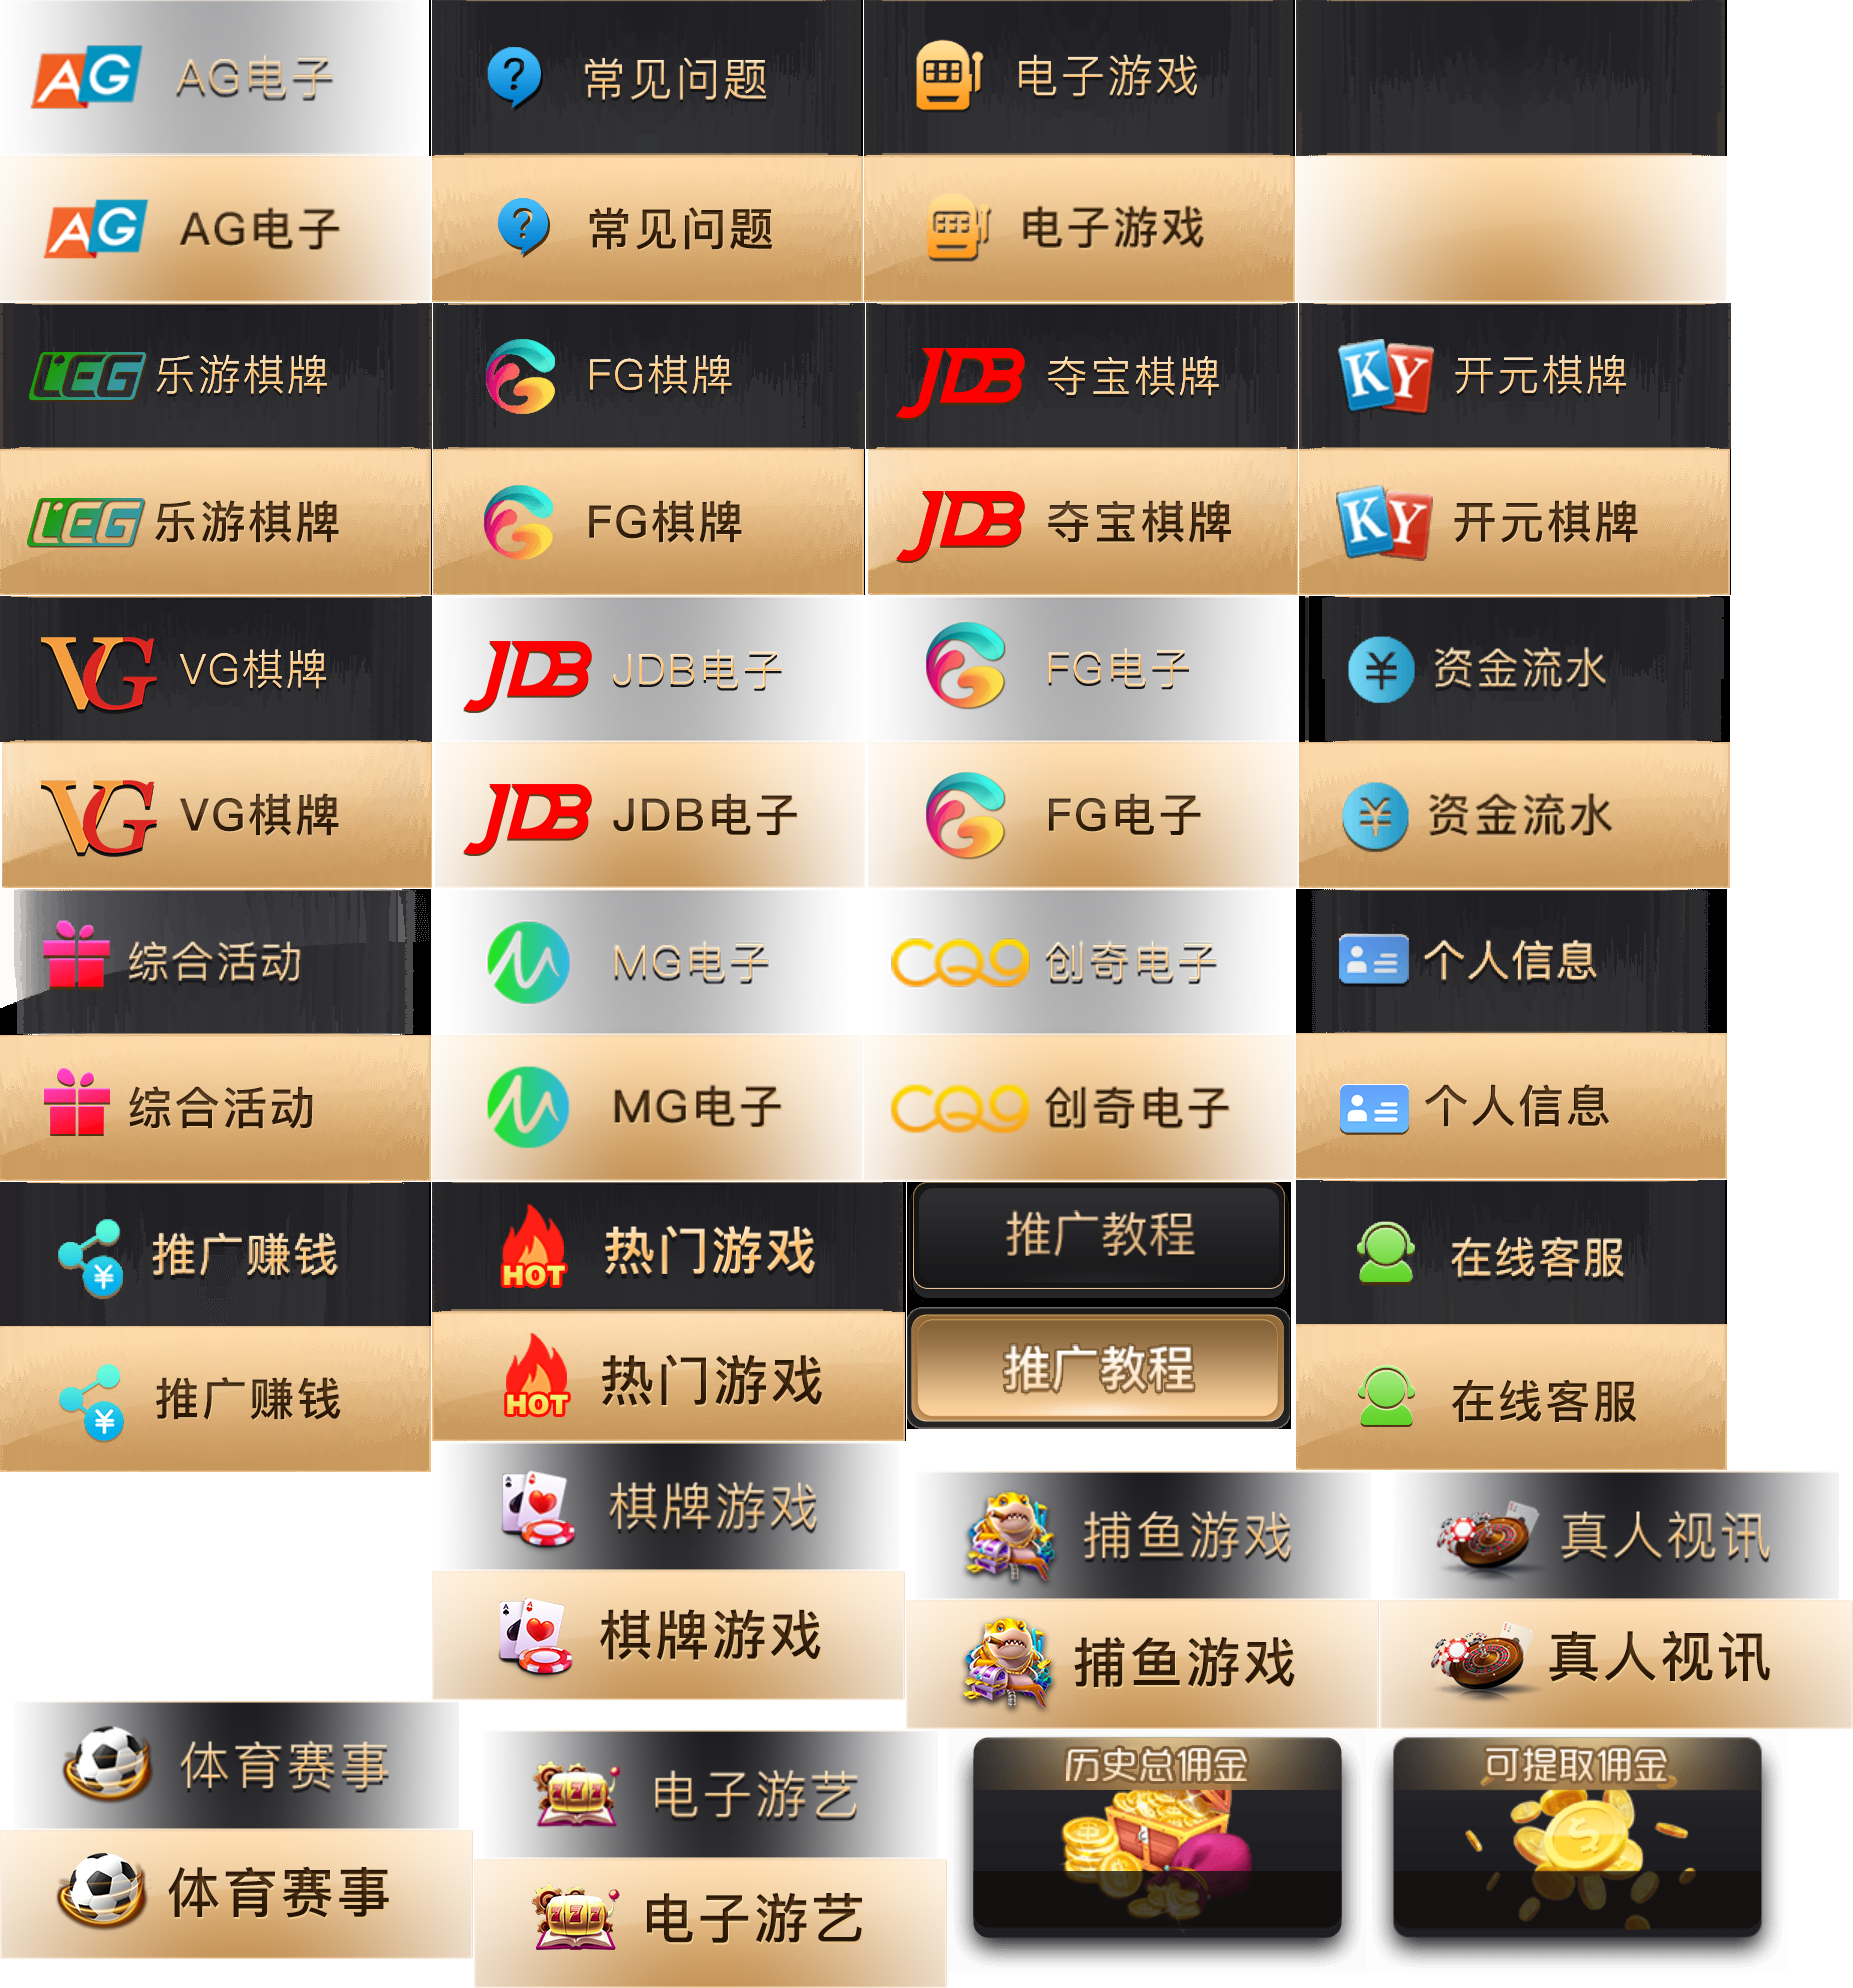 AG AG电子
? 常见问题
电子游戏
AG AG电子
? 常见问题
电子游戏
LEG 乐游棋牌
FG棋牌
JDB 夺宝棋牌
KY 开元棋牌
LEG 乐游棋牌
FG棋牌
JDB 夺宝棋牌
KY 开元棋牌
VG VG棋牌
JDB JDB电子
FG电子
¥ 资金流水
VG VG棋牌
JDB JDB电子
FG电子
¥ 资金流水
综合活动
MG电子
CQ9 创奇电子
个人信息
综合活动
MG电子
CQ9 创奇电子
个人信息
¥ 推广赚钱
HOT 热门游戏
推广教程
在线客服
¥ 推广赚钱
HOT 热门游戏
推广教程
在线客服
A A 棋牌游戏
捕鱼游戏
真人视讯
A A 棋牌游戏
捕鱼游戏
真人视讯
体育赛事
777 电子游艺
历史总佣金
可提取佣金
体育赛事
777 电子游艺